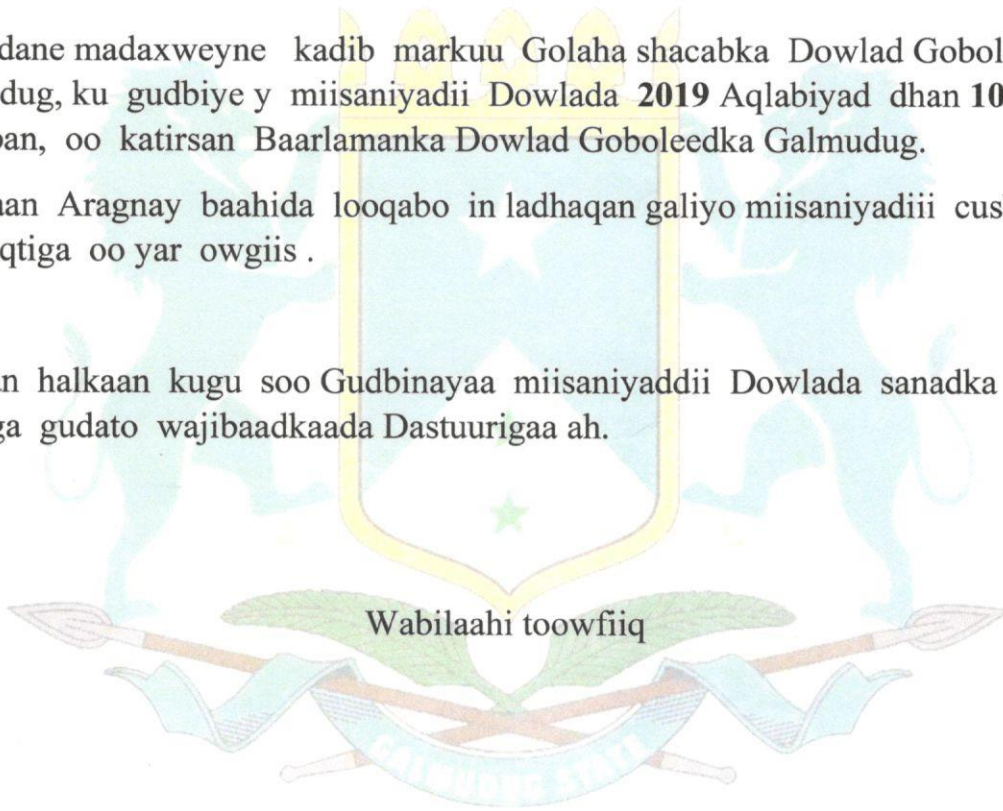 dane madaxweyne kadib markuu Golaha shacabka Dowlad Gobol
dug, ku gudbiye y miisaniyadii Dowlada 2019 Aqlabiyad dhan 10
an, oo katirsan Baarlamanka Dowlad Goboleedka Galmudug.
an Aragnay baahida looqabo in ladhaqan galiyo miisaniyadiii cus
qtiga oo yar owgiis .
n halkaan kugu soo Gudbinayaa miisaniyaddii Dowlada sanadka
ga gudato wajibaadkaada Dastuurigaa ah.
Wabilaahi toowfiiq
GALMUDUG STATE